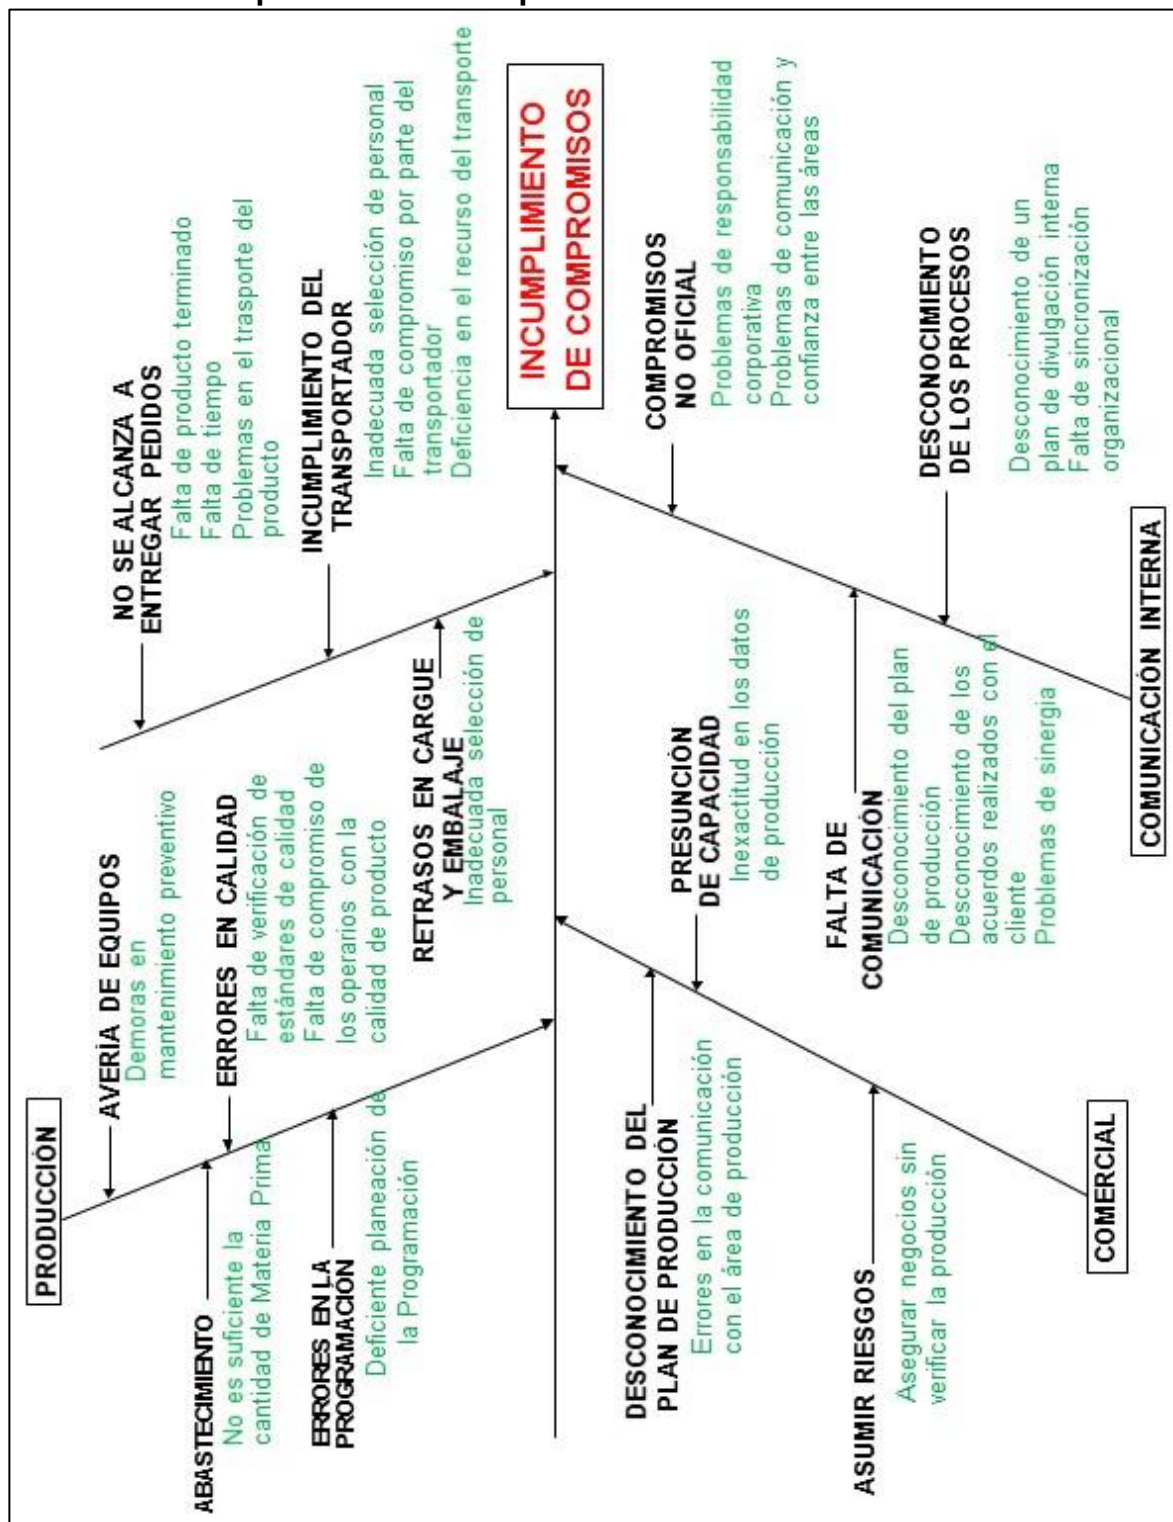 PRODUCCIÓN
AVERÍA DE EQUIPOS
Demoras en
mantenimiento preventivo
ABASTECIMIENTO
No es suficiente la
cantidad de Materia Prima
ERRORES EN CALIDAD
Falta de verificación de
estándares de calidad
Falta de compromiso de
los operarios con la
calidad de producto
ERRORES EN LA
PROGRAMACIÓN
Deficiente planeación de
la Programación
NO SE ALCANZA A
ENTREGAR PEDIDOS
Falta de producto terminado
Falta de tiempo
Problemas en el trasporte del
producto
INCUMPLIMIENTO DEL
TRANSPORTADOR
Inadecuada selección de personal
Falta de compromiso por parte del
transportador
Deficiencia en el recurso del transporte
RETRASOS EN CARGUE
Y EMBALAJE
Inadecuada selección de
personal
INCUMPLIMIENTO
DE COMPROMISOS
DESCONOCIMIENTO DEL
PLAN DE PRODUCCIÓN
Errores en la comunicación
con el área de producción
PRESUNCIÓN
DE CAPACIDAD
Inexactitud en los datos
de producción
ASUMIR RIESGOS
Asegurar negocios sin
verificar la producción
COMERCIAL
COMPROMISOS
NO OFICIAL
Problemas de responsabilidad
corporativa
Problemas de comunicación y
confianza entre las áreas
FALTA DE
COMUNICACIÓN
Desconocimiento del plan
de producción
Desconocimiento de los
acuerdos realizados con el
cliente
Problemas de sinergia
DESCONOCIMIENTO
DE LOS PROCESOS
Desconocimiento de un
plan de divulgación interna
Falta de sincronización
organizacional
COMUNICACIÓN INTERNA